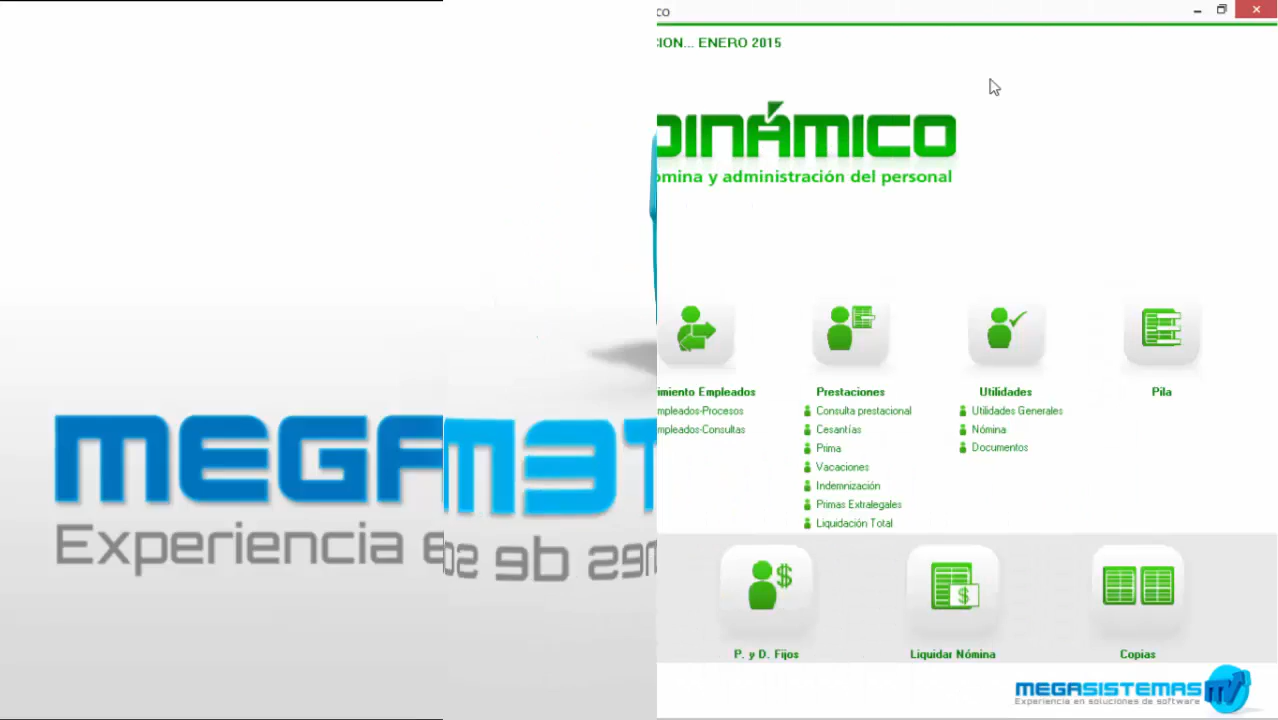 CO
CION... ENERO 2015
DINÁMICO
omina y administración del personal
imiento Empleados
mpleados-Procesos
mpleados-Consultas
Prestaciones
Consulta prestacional
Cesantías
Prima
Vacaciones
Indemnización
Primas Extralegales
Liquidación Total
Utilidades
Utilidades Generales
Nómina
Documentos
Pila
MEGA
Experiencia e
P. y D. Fijos
Liquidar Nómina
Copias
MEGASISTEMAS
Experiencia en soluciones de software